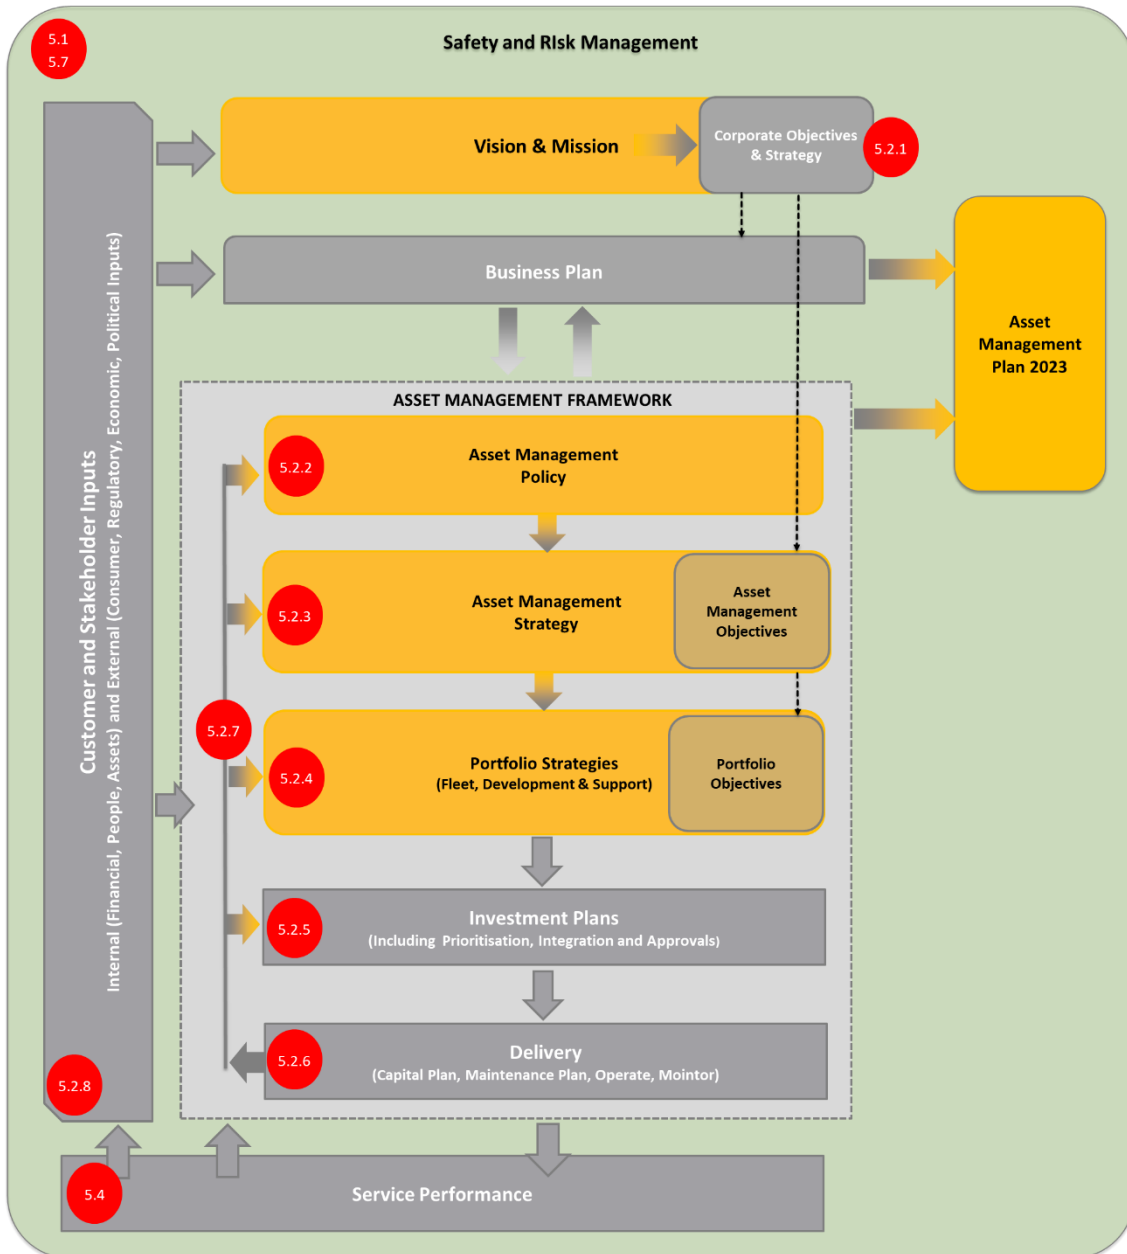 5.1
5.7
Safety and RIsk Management
Vision & Mission
Corporate Objectives
& Strategy
5.2.1
Business Plan
Asset
Management
Plan 2023
Customer and Stakeholder Inputs
Internal (Financial, People, Assets) and External (Consumer, Regulatory, Economic, Political Inputs)
5.2.8
ASSET MANAGEMENT FRAMEWORK
5.2.2
Asset Management
Policy
5.2.3
Asset Management
Strategy
Asset
Management
Objectives
5.2.7
5.2.4
Portfolio Strategies
(Fleet, Development & Support)
Portfolio
Objectives
5.2.5
Investment Plans
(Including Prioritisation, Integration and Approvals)
5.2.6
Delivery
(Capital Plan, Maintenance Plan, Operate, Mointor)
5.4
Service Performance